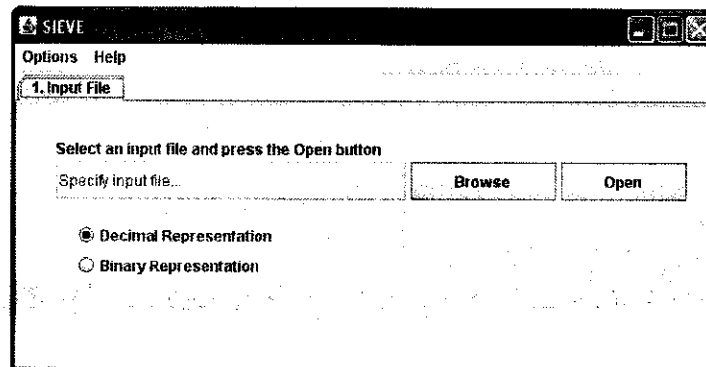 SIEVE
Options Help
1. Input File
Select an input file and press the Open button
Specify input file... Browse Open
Decimal Representation
Binary Representation